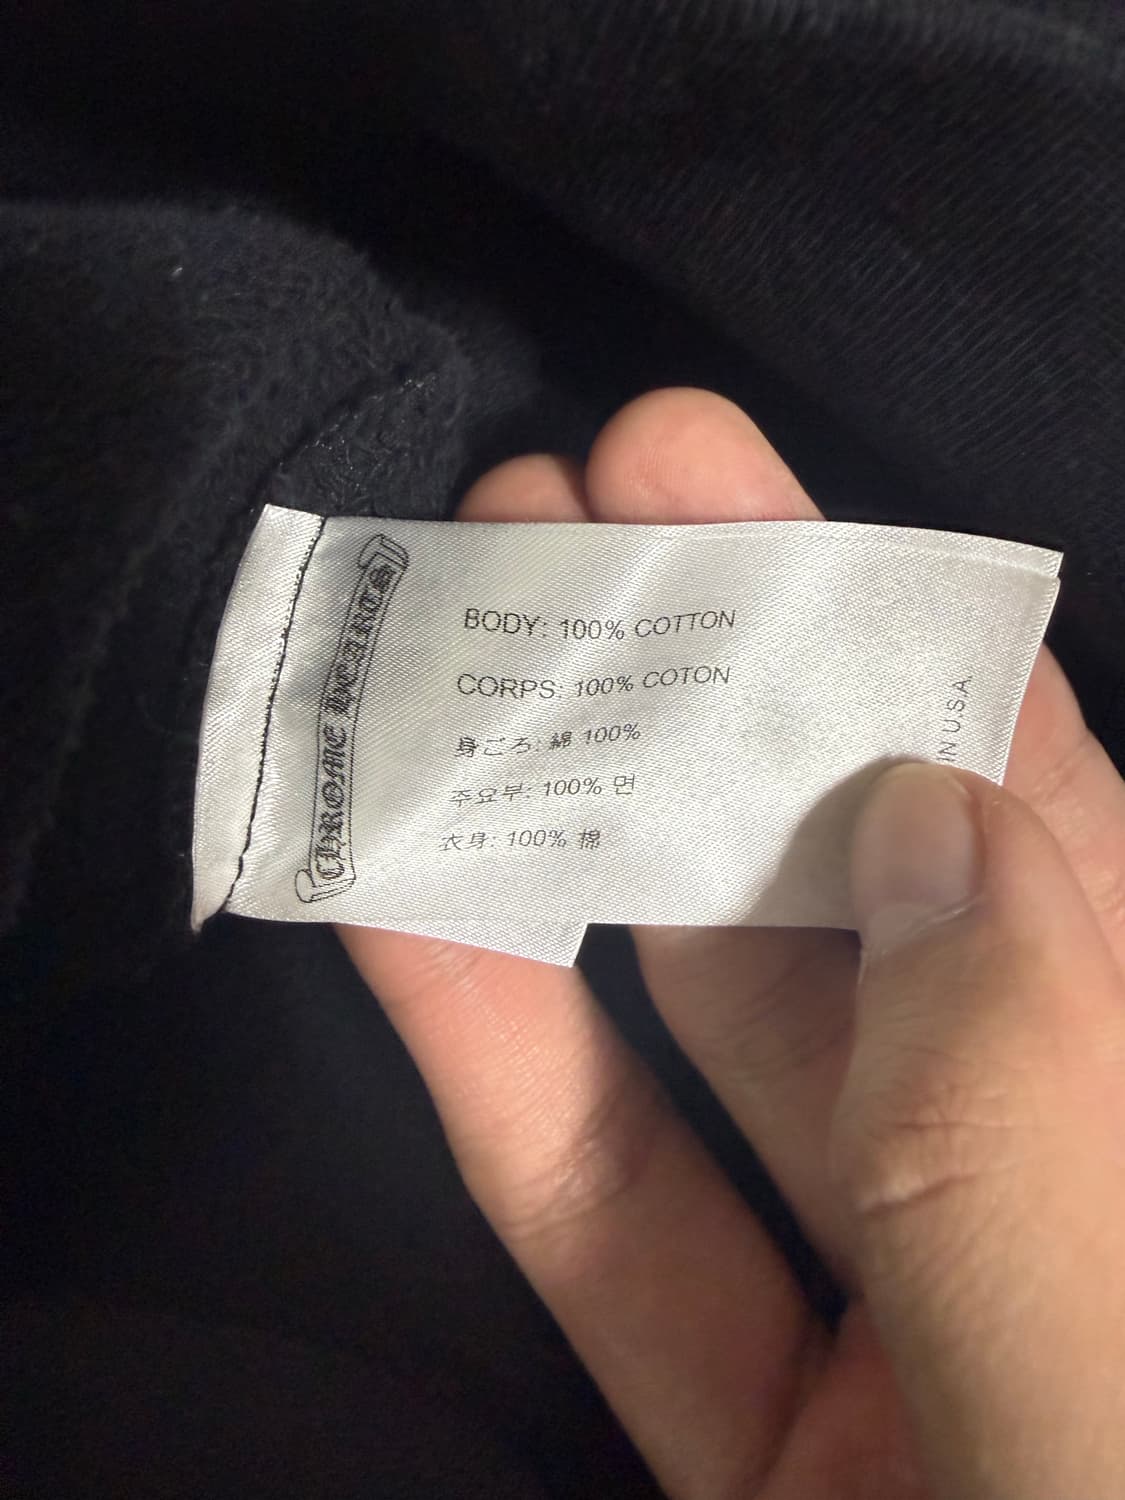 CHROME HEARTS
BODY: 100% COTTON
CORPS: 100% COTON
身ごろ: 綿 100%
주요부: 100% 면
衣身: 100% 棉
IN U.S.A.